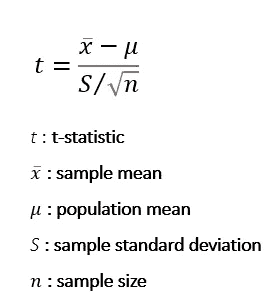 t = x̄ − μ / S/√n
t : t-statistic
x̄ : sample mean
μ : population mean
S : sample standard deviation
n : sample size